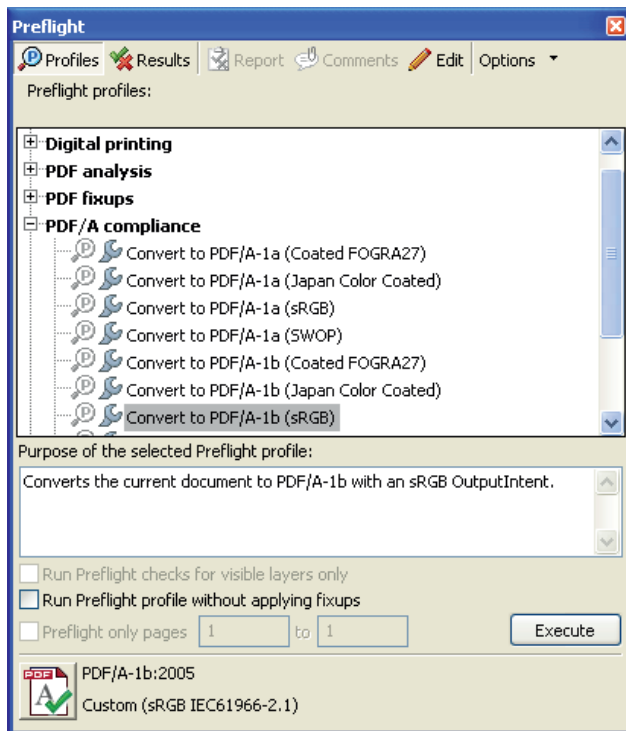 Preflight
Profiles Results Report Comments Edit Options
Preflight profiles:
Digital printing
PDF analysis
PDF fixups
PDF/A compliance
Convert to PDF/A-1a (Coated FOGRA27)
Convert to PDF/A-1a (Japan Color Coated)
Convert to PDF/A-1a (sRGB)
Convert to PDF/A-1a (SWOP)
Convert to PDF/A-1b (Coated FOGRA27)
Convert to PDF/A-1b (Japan Color Coated)
Convert to PDF/A-1b (sRGB)
Purpose of the selected Preflight profile:
Converts the current document to PDF/A-1b with an sRGB OutputIntent.
Run Preflight checks for visible layers only
Run Preflight profile without applying fixups
Preflight only pages 1 to 1 Execute
PDF PDF/A-1b:2005
A Custom (sRGB IEC61966-2.1)